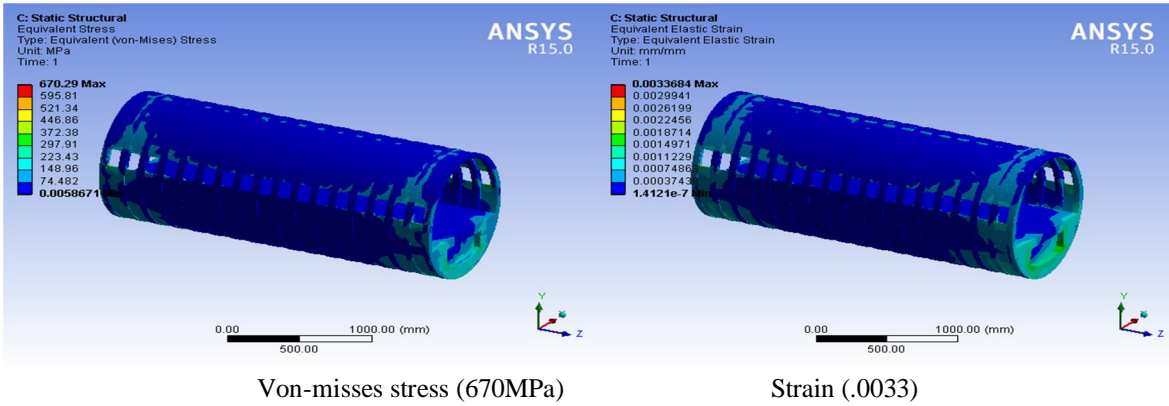 C: Static Structural
Equivalent Stress
Type: Equivalent (von-Mises) Stress
Unit: MPa
Time: 1
ANSYS
R15.0
670.29 Max
595.81
521.34
446.86
372.38
297.91
223.43
148.96
74.482
0.0058671
0.00
1000.00 (mm)
500.00
Y
Z
C: Static Structural
Equivalent Elastic Strain
Type: Equivalent Elastic Strain
Unit: mm/mm
Time: 1
ANSYS
R15.0
0.0033684 Max
0.0029941
0.0026199
0.0022456
0.0018714
0.0014971
0.0011229
0.00074863
0.00037439
1.4121e-7 Min
0.00
1000.00 (mm)
500.00
Y
Z
Von-misses stress (670MPa)
Strain (.0033)